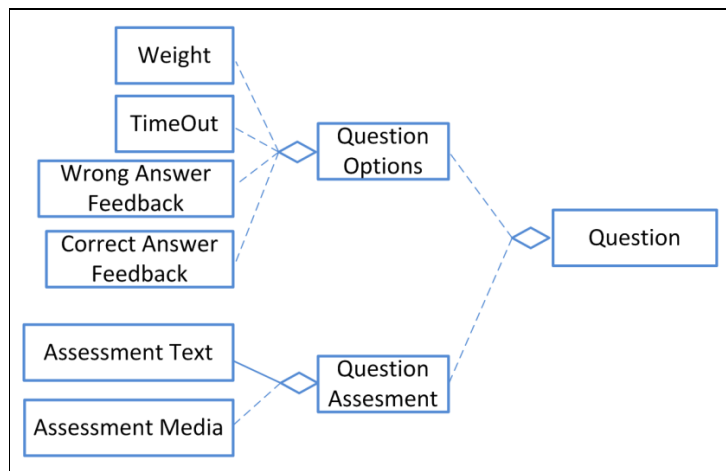 Weight
TimeOut
Wrong Answer
Feedback
Correct Answer
Feedback
Question
Options
Question
Assessment Text
Assessment Media
Question
Assesment